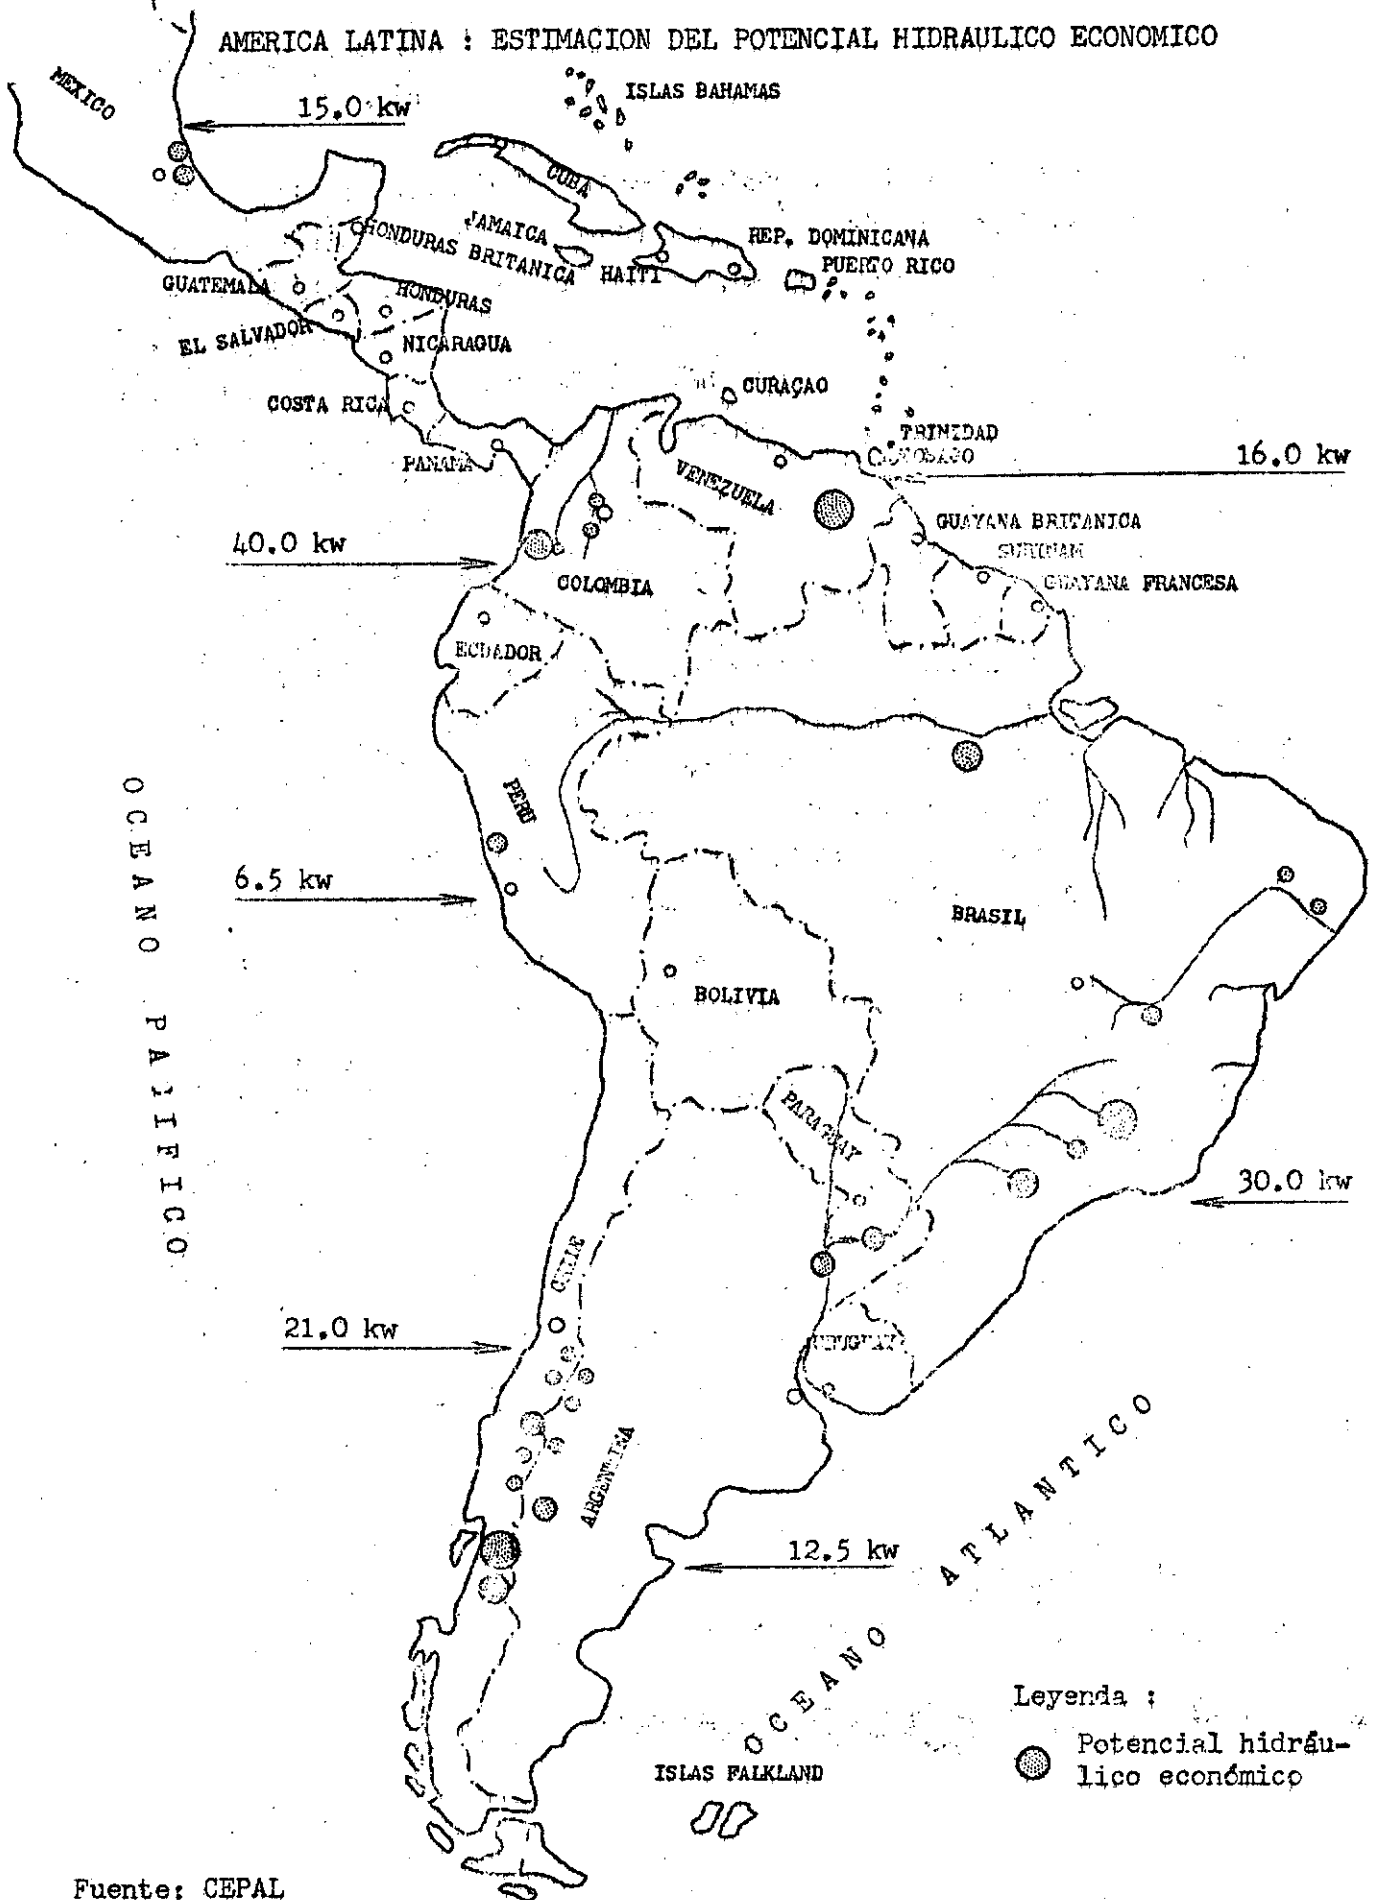 AMERICA LATINA : ESTIMACION DEL POTENCIAL HIDRAULICO ECONOMICO
MEXICO
ISLAS BAHAMAS
15.0 kw
CUBA
JAMAICA
REP. DOMINICANA
HONDURAS BRITANICA
HAITI
PUERTO RICO
GUATEMALA
HONDURAS
EL SALVADOR
NICARAGUA
CURAÇAO
COSTA RICA
TRINIDAD
TOBAGO
PANAMA
VENEZUELA
16.0 kw
GUAYANA BRITANICA
40.0 kw
SURINAM
COLOMBIA
GUAYANA FRANCESA
ECUADOR
PERU
OCEANO PACIFICO
6.5 kw
BRASIL
BOLIVIA
PARAGUAY
30.0 kw
CHILE
21.0 kw
URUGUAY
ARGENTINA
12.5 kw
OCEANO ATLANTICO
Leyenda :
Potencial hidráu-
lico económico
ISLAS FALKLAND
Fuente: CEPAL